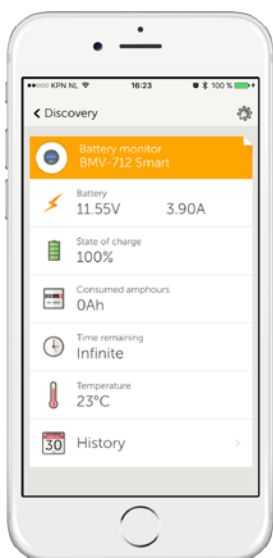 ●●○○○ KPN NL 16:23 100 %
Discovery
Battery monitor
BMV-712 Smart
Battery
11.55V 3.90A
State of charge
100%
Consumed amphours
0Ah
Time remaining
Infinite
Temperature
23°C
30 History